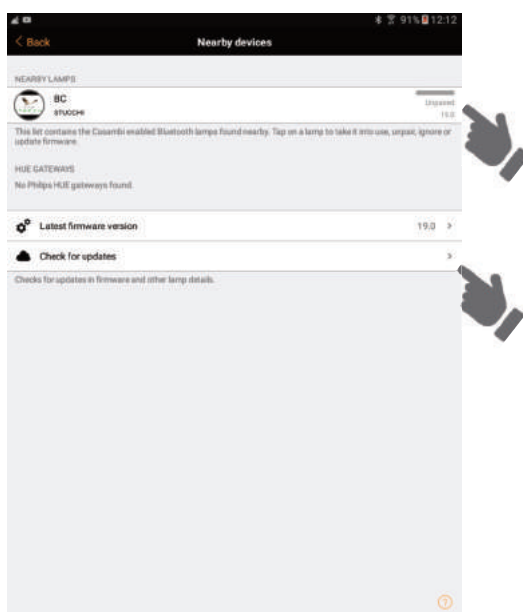 91% 12:12
< Back
Nearby devices
NEARBY LAMPS
BC
STUCCHI
Unpaired
19.0
This list contains the Casambi enabled Bluetooth lamps found nearby. Tap on a lamp to take it into use, unpair, ignore or
update firmware.
HUE GATEWAYS
No Philips HUE gateways found.
Latest firmware version
19.0 >
Check for updates
>
Checks for updates in firmware and other lamp details.
?